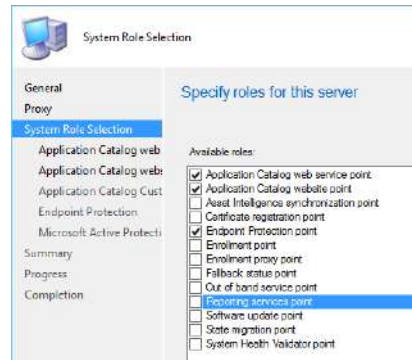 System Role Selection
General
Proxy
System Role Selection
Application Catalog web
Application Catalog webs
Application Catalog Cust
Endpoint Protection
Microsoft Active Protecti
Summary
Progress
Completion
Specify roles for this server
Available roles:
Application Catalog web service point
Application Catalog website point
Asset Intelligence synchronization point
Certificate registration point
Endpoint Protection point
Enrollment point
Enrollment proxy point
Fallback status point
Out of band service point
Reporting services point
Software update point
State migration point
System Health Validator point